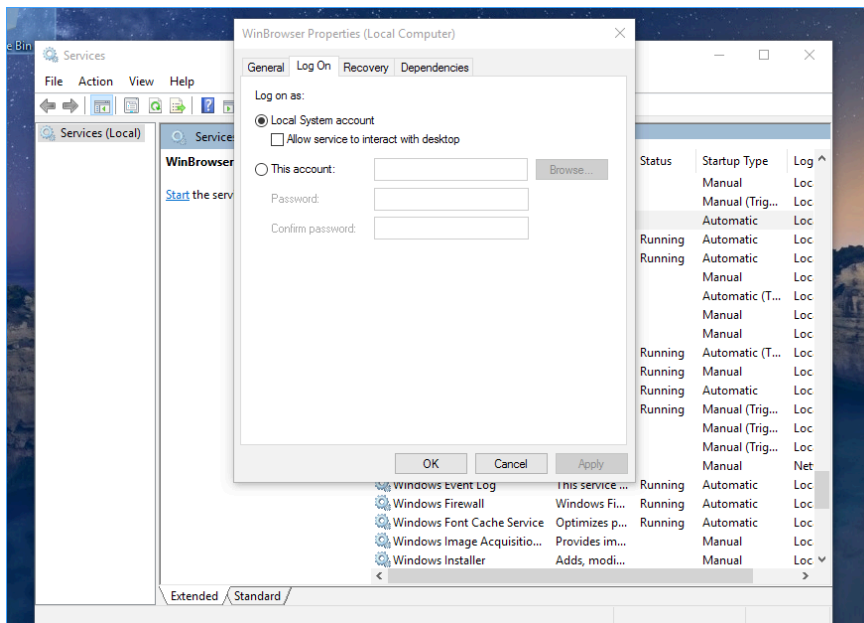 e Bin
Services
File Action View Help
Services (Local)
Service
WinBrowser
Start the serv
WinBrowser Properties (Local Computer)
General Log On Recovery Dependencies
Log on as:
Local System account
Allow service to interact with desktop
This account:
Browse...
Password:
Confirm password:
OK Cancel Apply
Status Startup Type Log
Manual Loc
Manual (Trig... Loc
Automatic Loc
Running Automatic Loc
Running Automatic Loc
Manual Loc
Automatic (T... Loc
Manual Loc
Manual Loc
Running Automatic (T... Loc
Running Manual Loc
Running Automatic Loc
Running Manual (Trig... Loc
Manual (Trig... Loc
Manual (Trig... Loc
Manual Net
Windows Event Log This service ... Running Automatic Loc
Windows Firewall Windows Fi... Running Automatic Loc
Windows Font Cache Service Optimizes p... Running Automatic Loc
Windows Image Acquisitio... Provides im... Manual Loc
Windows Installer Adds, modi... Manual Loc
Extended Standard